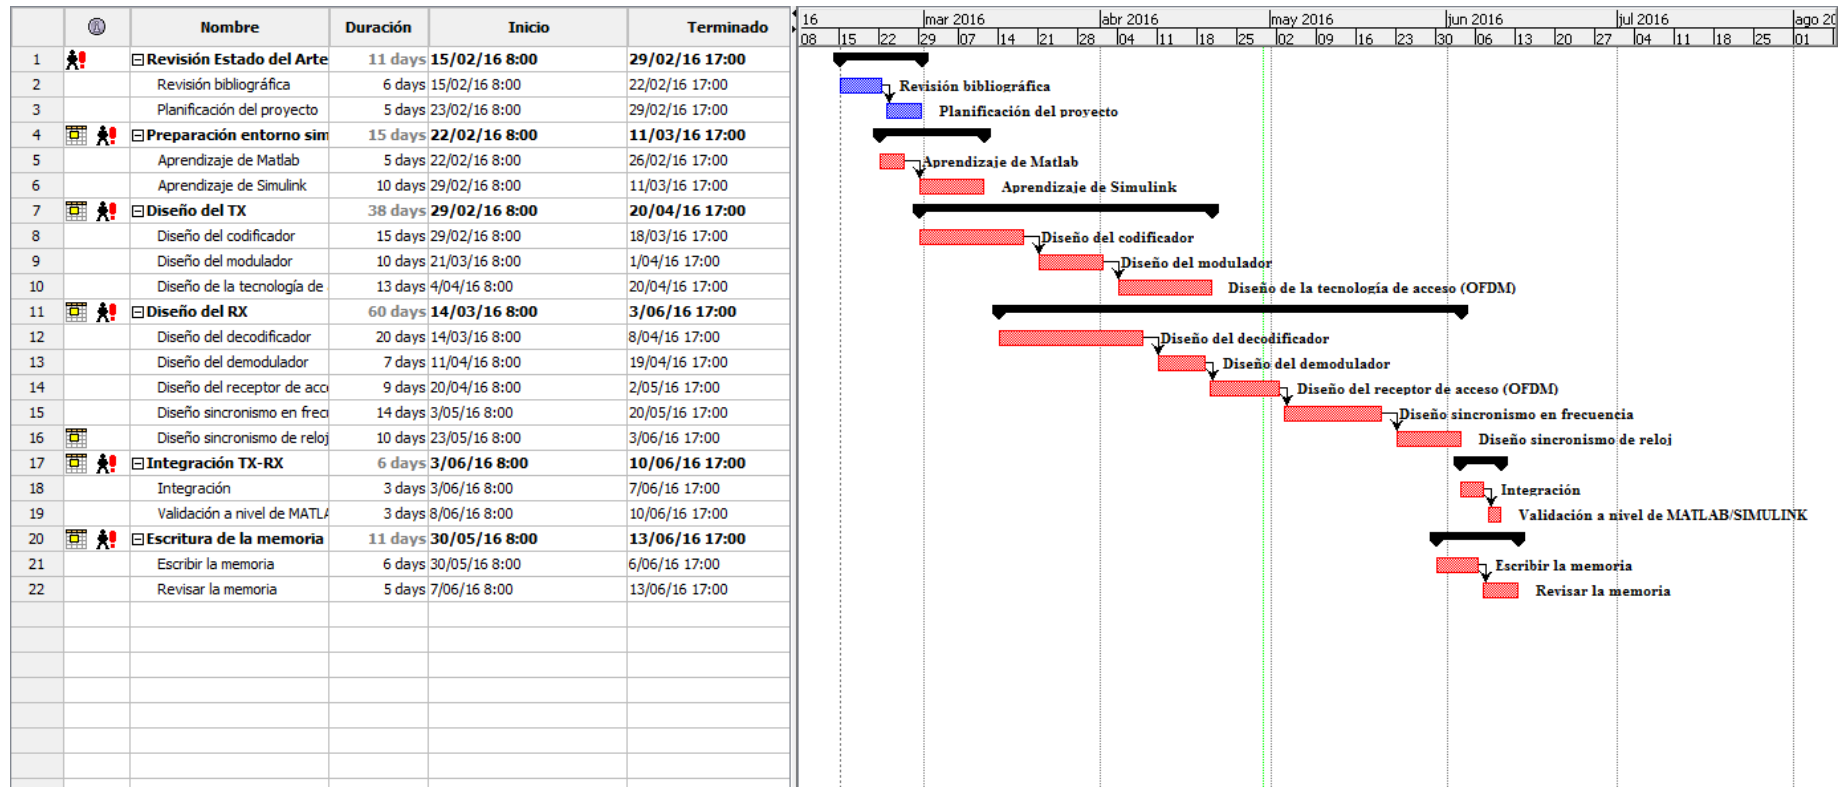 Nombre Duración Inicio Terminado
1 Revisión Estado del Arte 11 days 15/02/16 8:00 29/02/16 17:00
2 Revisión bibliográfica 6 days 15/02/16 8:00 22/02/16 17:00
3 Planificación del proyecto 5 days 23/02/16 8:00 29/02/16 17:00
4 Preparación entorno sim 15 days 22/02/16 8:00 11/03/16 17:00
5 Aprendizaje de Matlab 5 days 22/02/16 8:00 26/02/16 17:00
6 Aprendizaje de Simulink 10 days 29/02/16 8:00 11/03/16 17:00
7 Diseño del TX 38 days 29/02/16 8:00 20/04/16 17:00
8 Diseño del codificador 15 days 29/02/16 8:00 18/03/16 17:00
9 Diseño del modulador 10 days 21/03/16 8:00 1/04/16 17:00
10 Diseño de la tecnología de 13 days 4/04/16 8:00 20/04/16 17:00
11 Diseño del RX 60 days 14/03/16 8:00 3/06/16 17:00
12 Diseño del decodificador 20 days 14/03/16 8:00 8/04/16 17:00
13 Diseño del demodulador 7 days 11/04/16 8:00 19/04/16 17:00
14 Diseño del receptor de acc 9 days 20/04/16 8:00 2/05/16 17:00
15 Diseño sincronismo en frec 14 days 3/05/16 8:00 20/05/16 17:00
16 Diseño sincronismo de reloj 10 days 23/05/16 8:00 3/06/16 17:00
17 Integración TX-RX 6 days 3/06/16 8:00 10/06/16 17:00
18 Integración 3 days 3/06/16 8:00 7/06/16 17:00
19 Validación a nivel de MATL 3 days 8/06/16 8:00 10/06/16 17:00
20 Escritura de la memoria 11 days 30/05/16 8:00 13/06/16 17:00
21 Escribir la memoria 6 days 30/05/16 8:00 6/06/16 17:00
22 Revisar la memoria 5 days 7/06/16 8:00 13/06/16 17:00
16 mar 2016 abr 2016 may 2016 jun 2016 jul 2016 ago 20
08 15 22 29 07 14 21 28 04 11 18 25 02 09 16 23 30 06 13 20 27 04 11 18 25 01
Revisión bibliográfica
Planificación del proyecto
Aprendizaje de Matlab
Aprendizaje de Simulink
Diseño del codificador
Diseño del modulador
Diseño de la tecnología de acceso (OFDM)
Diseño del decodificador
Diseño del demodulador
Diseño del receptor de acceso (OFDM)
Diseño sincronismo en frecuencia
Diseño sincronismo de reloj
Integración
Validación a nivel de MATLAB/SIMULINK
Escribir la memoria
Revisar la memoria